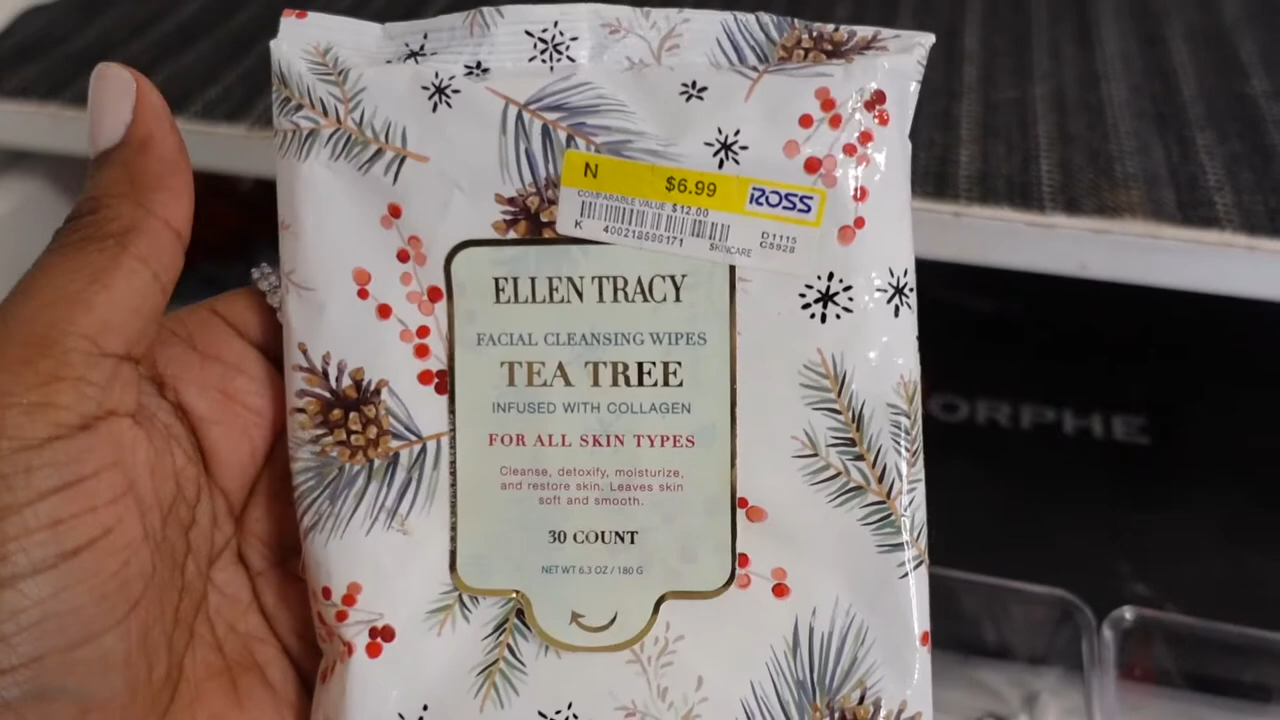 N $6.99 ROSS
COMPARABLE VALUE $12.00
K 400218596171 SKINCARE D1115 C5928
ELLEN TRACY
FACIAL CLEANSING WIPES
TEA TREE
INFUSED WITH COLLAGEN
FOR ALL SKIN TYPES
Cleanse, detoxify, moisturize,
and restore skin. Leaves skin
soft and smooth.
30 COUNT
NET WT 6.3 OZ / 180 G
ORPHE